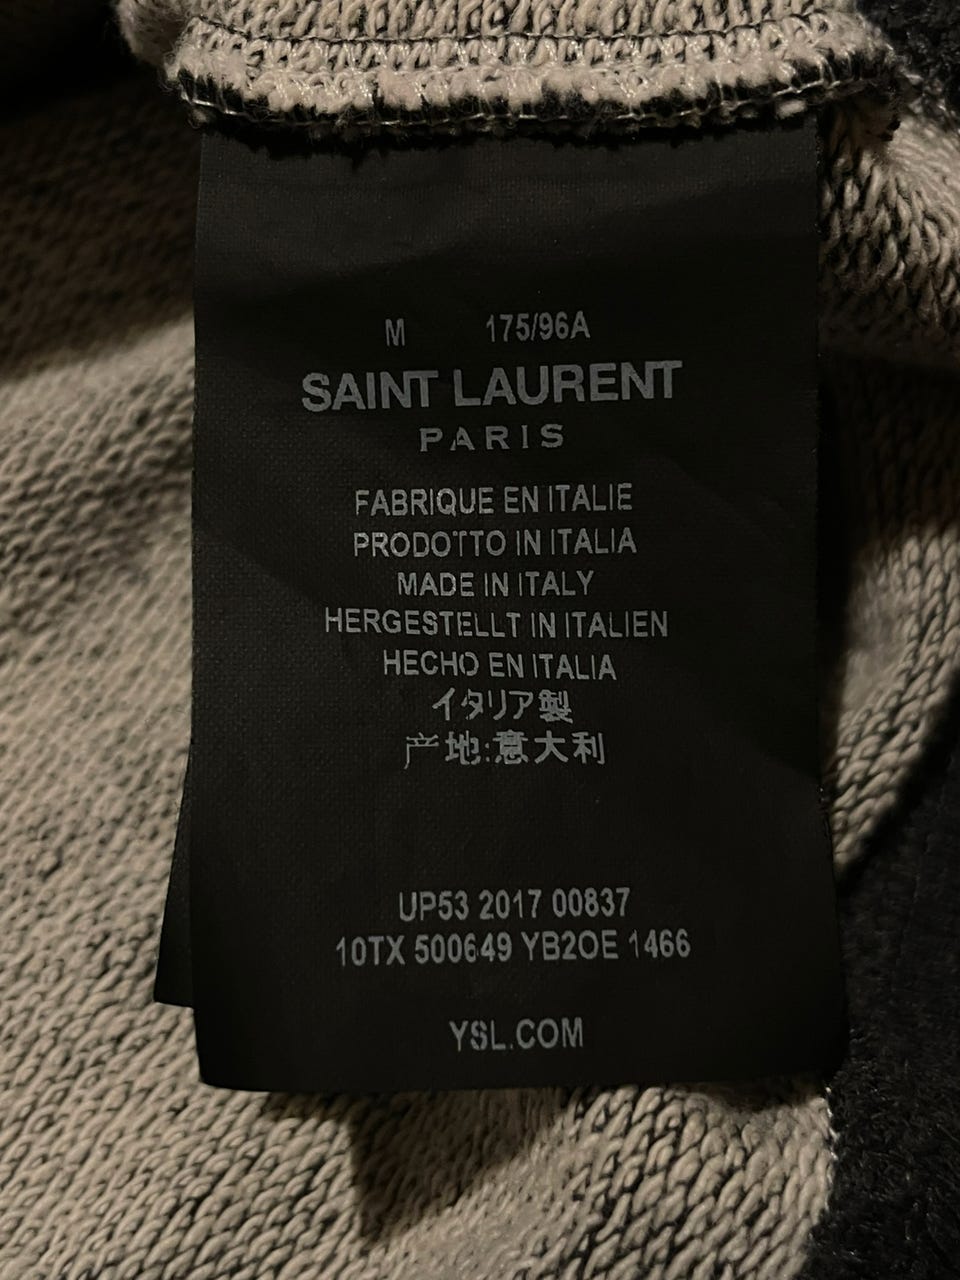 M 175/96A
SAINT LAURENT
PARIS
FABRIQUE EN ITALIE
PRODOTTO IN ITALIA
MADE IN ITALY
HERGESTELLT IN ITALIEN
HECHO EN ITALIA
イタリア製
产地:意大利
UP53 2017 00837
10TX 500649 YB2OE 1466
YSL.COM